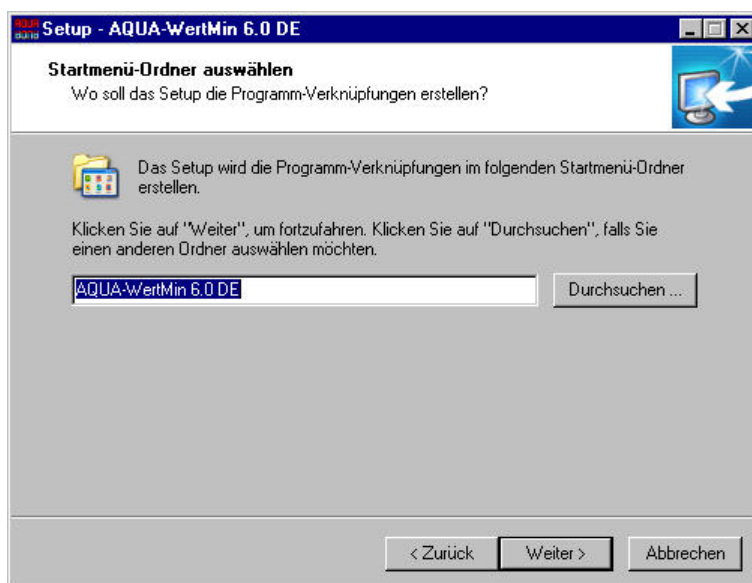 Setup - AQUA-WertMin 6.0 DE
Startmenü-Ordner auswählen
Wo soll das Setup die Programm-Verknüpfungen erstellen?
Das Setup wird die Programm-Verknüpfungen im folgenden Startmenü-Ordner
erstellen.
Klicken Sie auf "Weiter", um fortzufahren. Klicken Sie auf "Durchsuchen", falls Sie
einen anderen Ordner auswählen möchten.
AQUA-WertMin 6.0 DE
Durchsuchen ...
< Zurück
Weiter >
Abbrechen